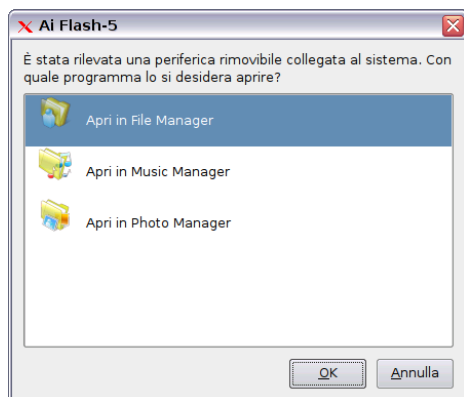 Ai Flash-5
È stata rilevata una periferica rimovibile collegata al sistema. Con
quale programma lo si desidera aprire?
Apri in File Manager
Apri in Music Manager
Apri in Photo Manager
OK
Annulla